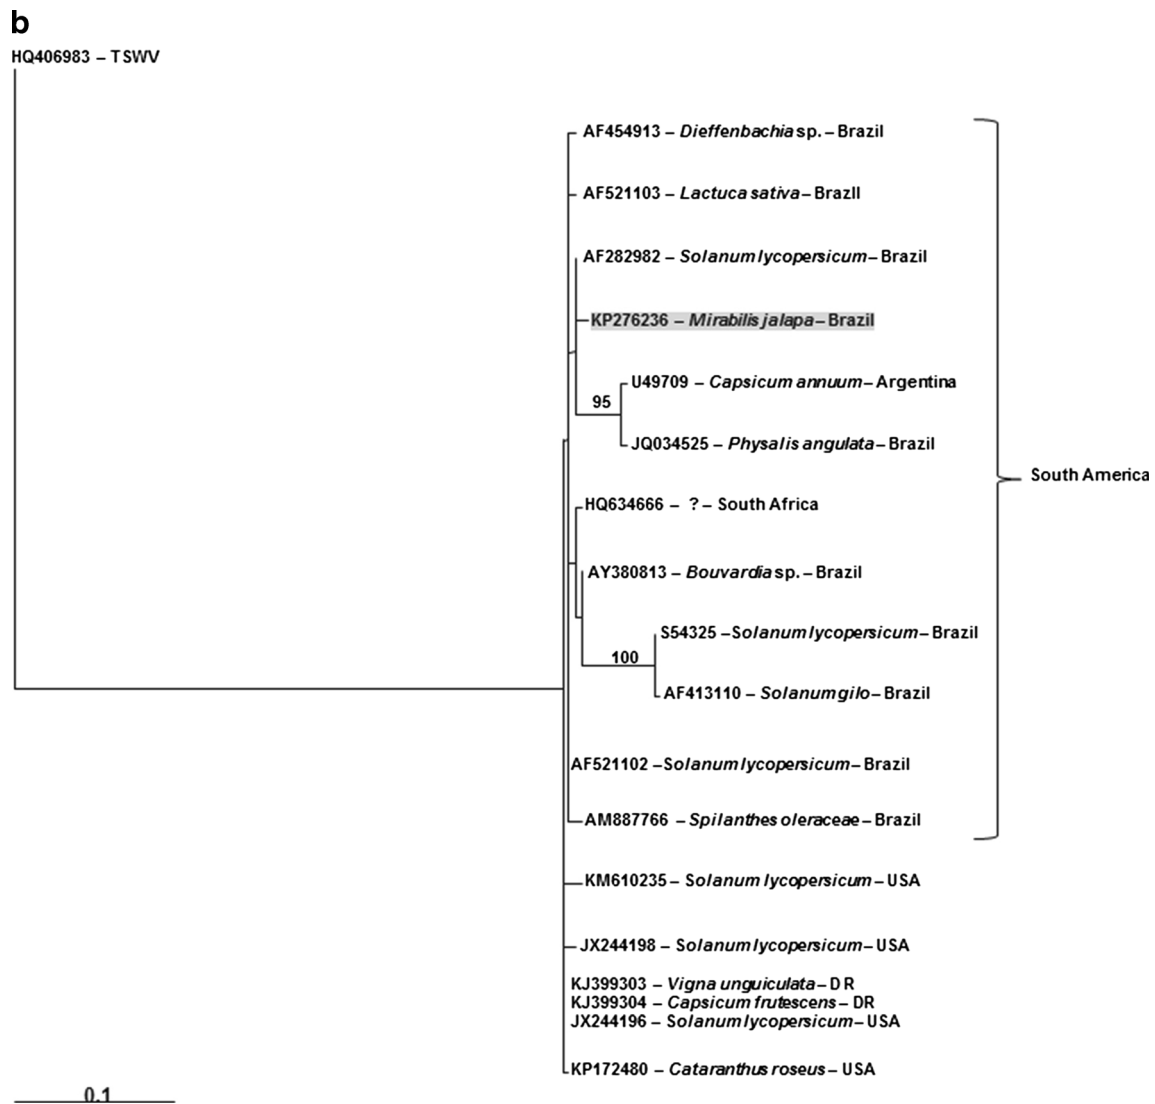 b
HQ406983 – TSWV
AF454913 – Dieffenbachia sp. – Brazil
AF521103 – Lactuca sativa – BrazIl
AF282982 – Solanum lycopersicum – Brazil
KP276236 – Mirabilis jalapa – Brazil
U49709 – Capsicum annuum – Argentina
95
JQ034525 – Physalis angulata – Brazil
South America
HQ634666 – ? – South Africa
AY380813 – Bouvardia sp. – Brazil
S54325 –Solanum lycopersicum – Brazil
100
AF413110 – Solanum gilo – Brazil
AF521102 –Solanum lycopersicum – Brazil
AM887766 – Spilanthes oleraceae – Brazil
KM610235 – Solanum lycopersicum – USA
JX244198 – Solanum lycopersicum – USA
KJ399303 – Vigna unguiculata – DR
KJ399304 – Capsicum frutescens – DR
JX244196 – Solanum lycopersicum – USA
KP172480 – Cataranthus roseus – USA
0.1